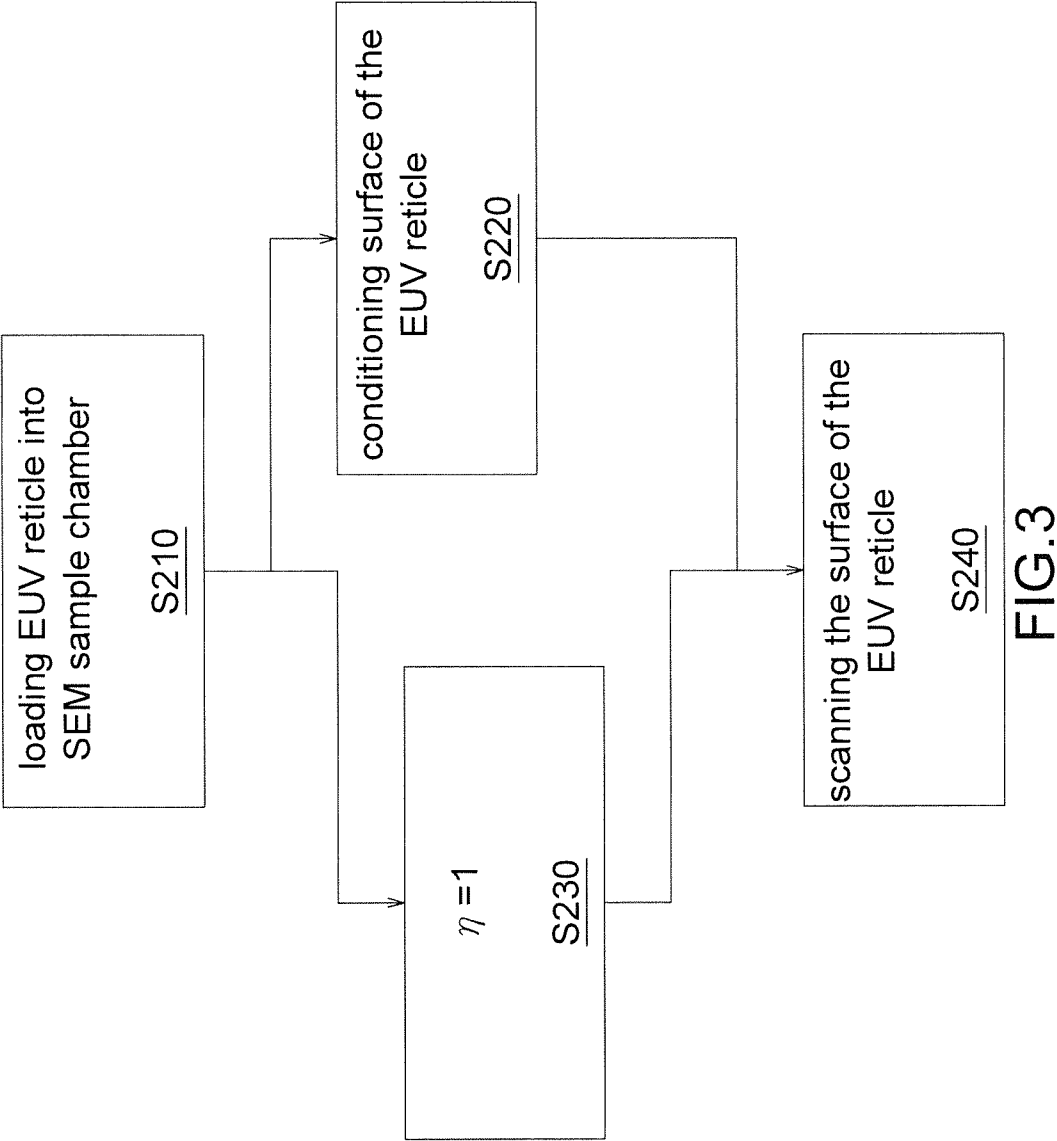 loading EUV reticle into
SEM sample chamber
S210
conditioning surface of the
EUV reticle
S220
η =1
S230
scanning the surface of the
EUV reticle
S240
FIG.3